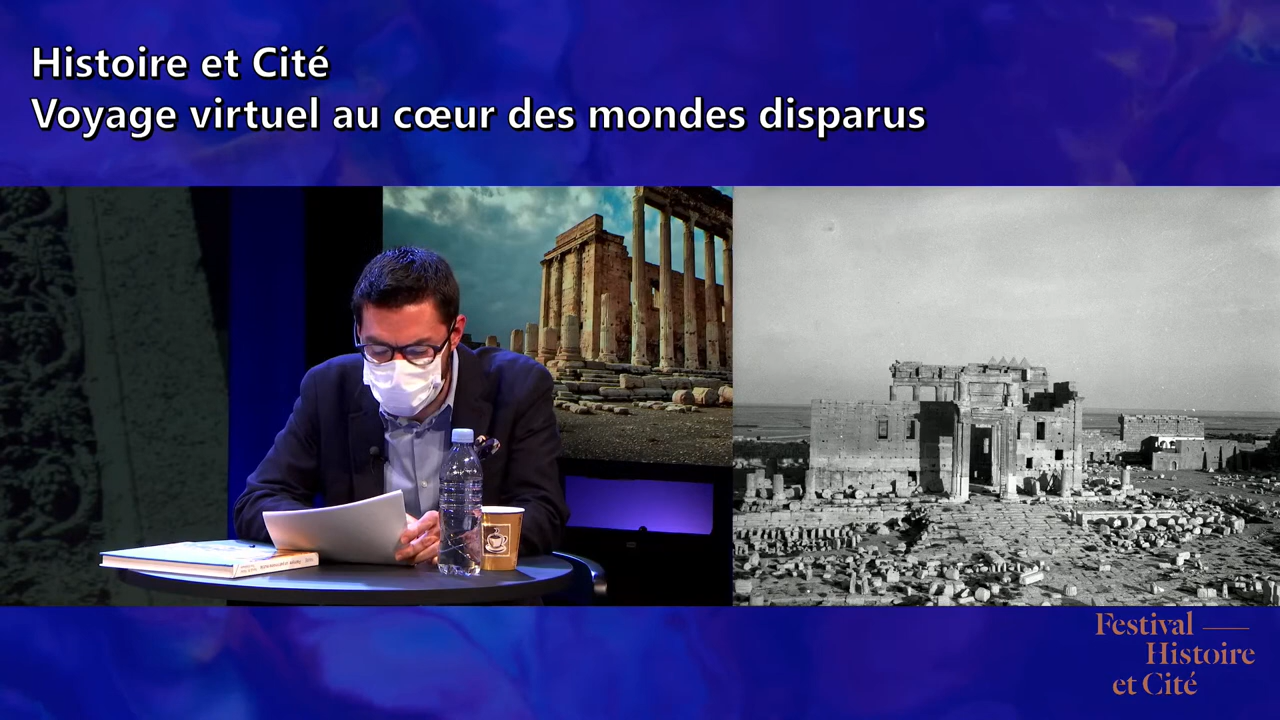 Histoire et Cité
Voyage virtuel au cœur des mondes disparus
Festival
Histoire
et Cité